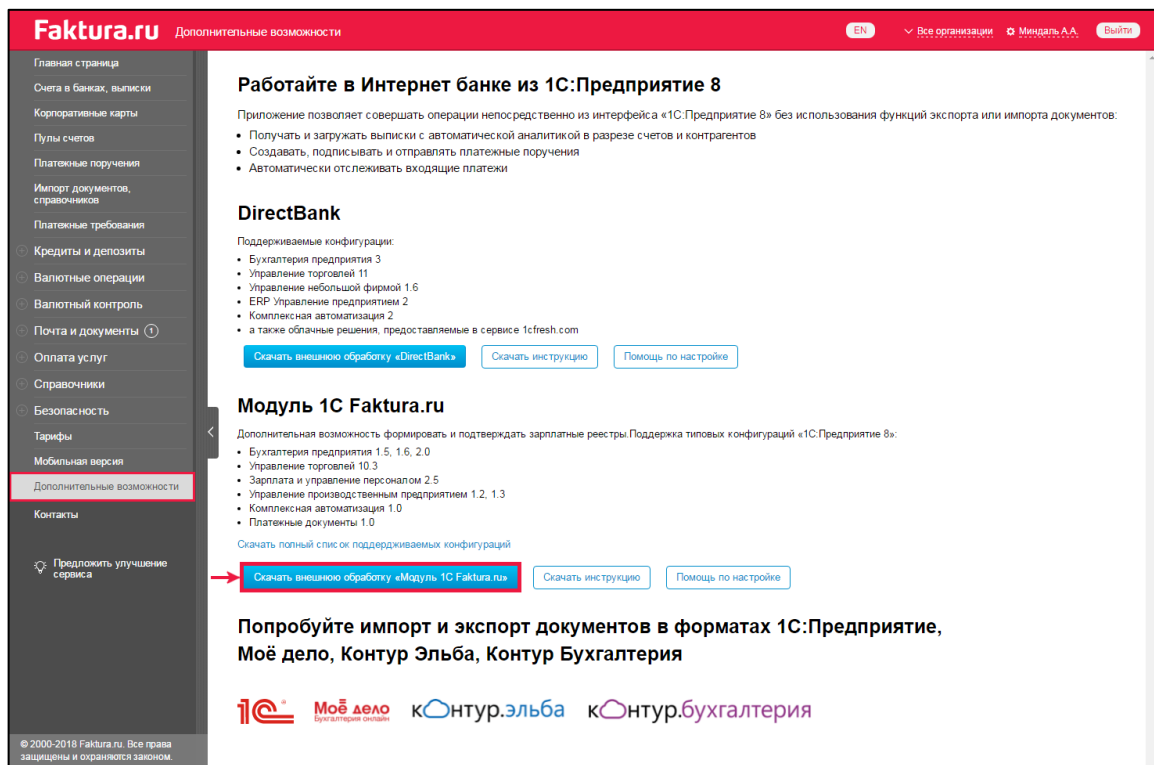 Faktura.ru Дополнительные возможности EN Все организации Миндаль А.А. Выйти
Главная страница
Счета в банках, выписки
Корпоративные карты
Пулы счетов
Платежные поручения
Импорт документов,
справочников
Платежные требования
Кредиты и депозиты
Валютные операции
Валютный контроль
Почта и документы 1
Оплата услуг
Справочники
Безопасность
Тарифы
Мобильная версия
Дополнительные возможности
Контакты
Предложить улучшение
сервиса
© 2000-2018 Faktura.ru. Все права
защищены и охраняются законом.
Работайте в Интернет банке из 1С:Предприятие 8
Приложение позволяет совершать операции непосредственно из интерфейса «1С:Предприятие 8» без использования функций экспорта или импорта документов:
• Получать и загружать выписки с автоматической аналитикой в разрезе счетов и контрагентов
• Создавать, подписывать и отправлять платежные поручения
• Автоматически отслеживать входящие платежи
DirectBank
Поддерживаемые конфигурации:
• Бухгалтерия предприятия 3
• Управление торговлей 11
• Управление небольшой фирмой 1.6
• ERP Управление предприятием 2
• Комплексная автоматизация 2
• а также облачные решения, предоставляемые в сервисе 1cfresh.com
Скачать внешнюю обработку «DirectBank» Скачать инструкцию Помощь по настройке
Модуль 1С Faktura.ru
Дополнительная возможность формировать и подтверждать зарплатные реестры.Поддержка типовых конфигураций «1С:Предприятие 8»:
• Бухгалтерия предприятия 1.5, 1.6, 2.0
• Управление торговлей 10.3
• Зарплата и управление персоналом 2.5
• Управление производственным предприятием 1.2, 1.3
• Комплексная автоматизация 1.0
• Платежные документы 1.0
Скачать полный список поддерживаемых конфигураций
Скачать внешнюю обработку «Модуль 1С Faktura.ru» Скачать инструкцию Помощь по настройке
Попробуйте импорт и экспорт документов в форматах 1С:Предприятие,
Моё дело, Контур Эльба, Контур Бухгалтерия
1С Моё дело контур.эльба контур.бухгалтерия
Бухгалтерия онлайн